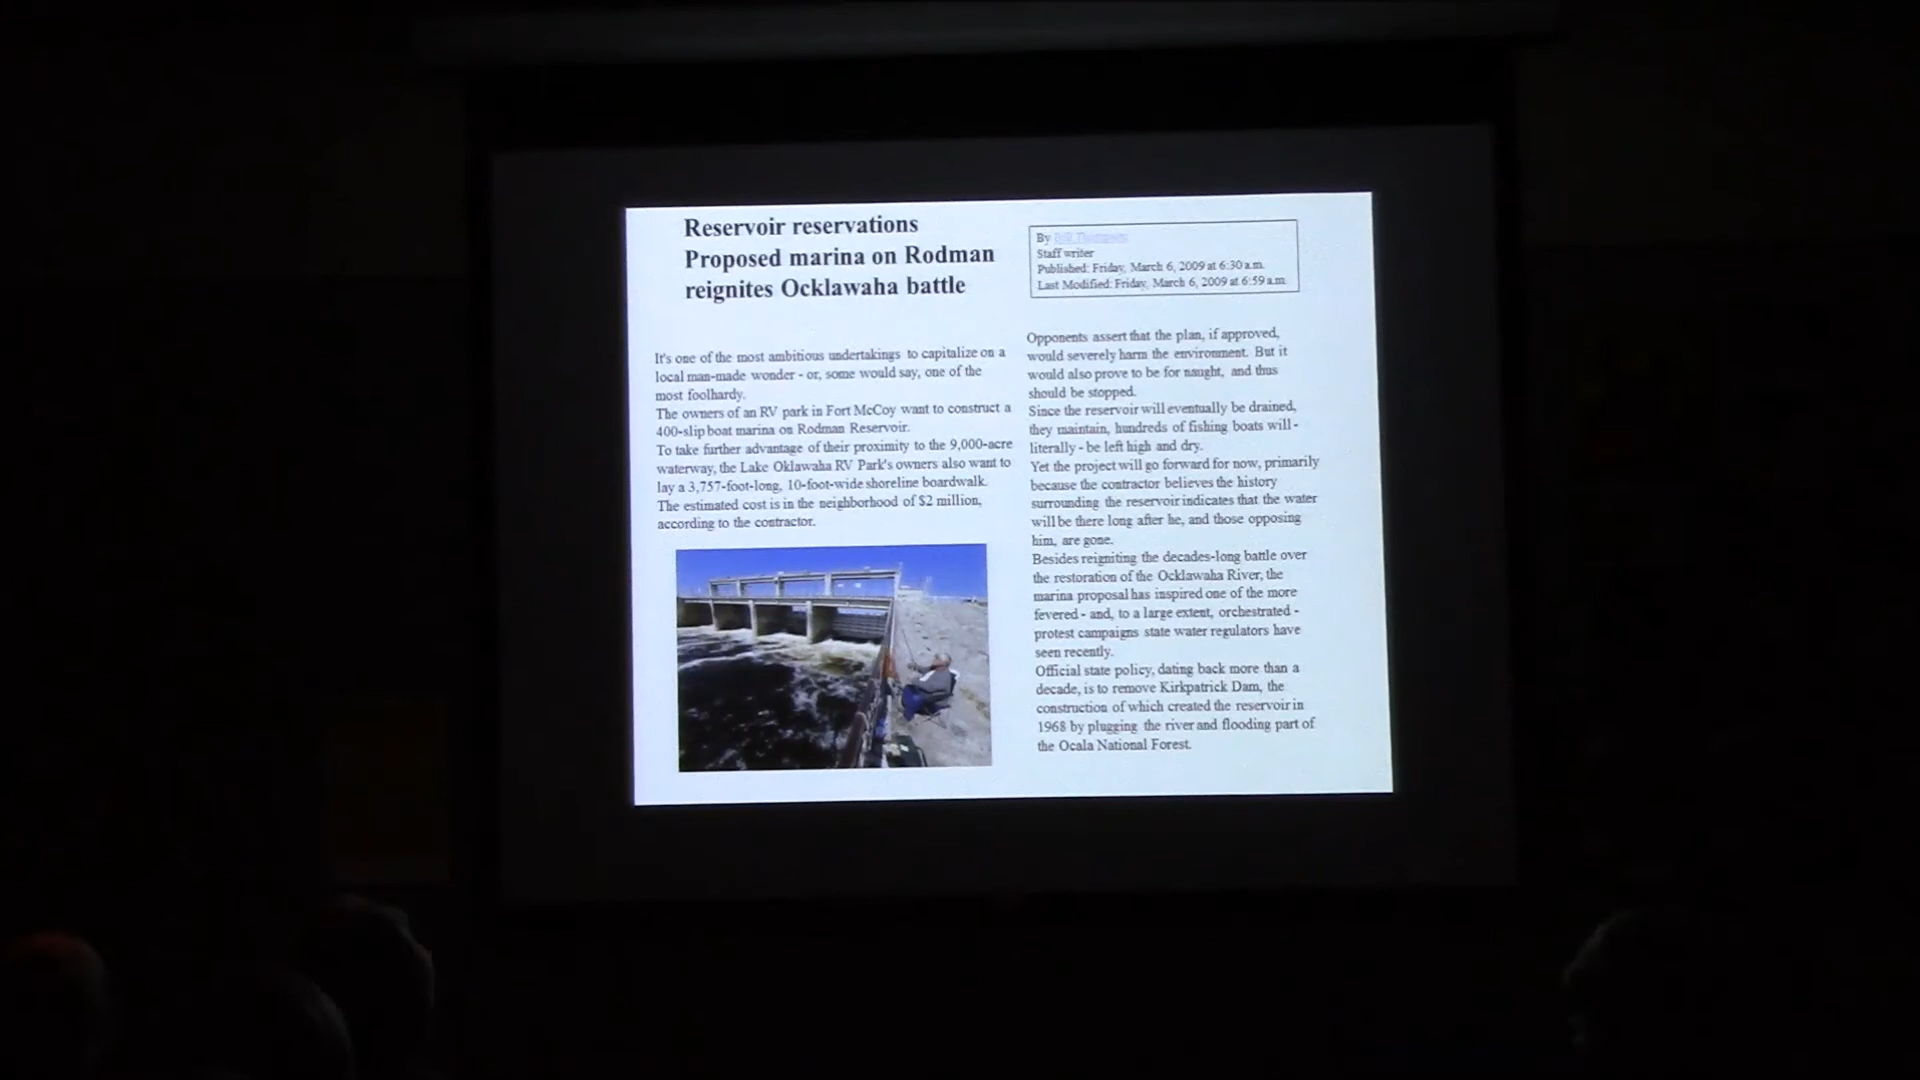 Reservoir reservations
Proposed marina on Rodman
reignites Ocklawaha battle
By
Staff writer
Published: Friday, March 6, 2009 at 6:30 a.m.
Last Modified: Friday, March 6, 2009 at 6:59 a.m.
It's one of the most ambitious undertakings to capitalize on a
local man-made wonder - or, some would say, one of the
most foolhardy.
The owners of an RV park in Fort McCoy want to construct a
400-slip boat marina on Rodman Reservoir.
To take further advantage of their proximity to the 9,000-acre
waterway, the Lake Oklawaha RV Park's owners also want to
lay a 3,757-foot-long, 10-foot-wide shoreline boardwalk.
The estimated cost is in the neighborhood of $2 million,
according to the contractor.
Opponents assert that the plan, if approved,
would severely harm the environment. But it
would also prove to be for naught, and thus
should be stopped.
Since the reservoir will eventually be drained,
they maintain, hundreds of fishing boats will -
literally - be left high and dry.
Yet the project will go forward for now, primarily
because the contractor believes the history
surrounding the reservoir indicates that the water
will be there long after he, and those opposing
him, are gone.
Besides reigniting the decades-long battle over
the restoration of the Ocklawaha River, the
marina proposal has inspired one of the more
fevered - and, to a large extent, orchestrated -
protest campaigns state water regulators have
seen recently.
Official state policy, dating back more than a
decade, is to remove Kirkpatrick Dam, the
construction of which created the reservoir in
1968 by plugging the river and flooding part of
the Ocala National Forest.